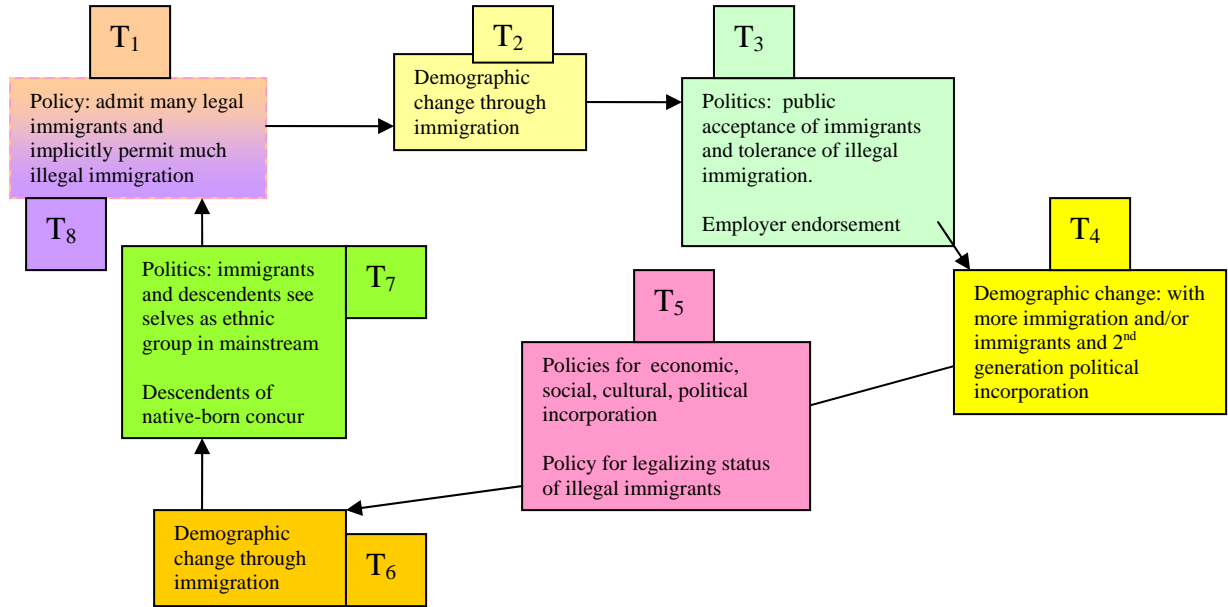 T₁
Policy: admit many legal
immigrants and
implicitly permit much
illegal immigration
T₂
Demographic
change through
immigration
T₃
Politics: public
acceptance of immigrants
and tolerance of illegal
immigration.
Employer endorsement
T₄
Demographic change: with
more immigration and/or
immigrants and 2nd
generation political
incorporation
T₅
Policies for economic,
social, cultural, political
incorporation
Policy for legalizing status
of illegal immigrants
T₆
Demographic
change through
immigration
T₇
Politics: immigrants
and descendents see
selves as ethnic
group in mainstream
Descendents of
native-born concur
T₈